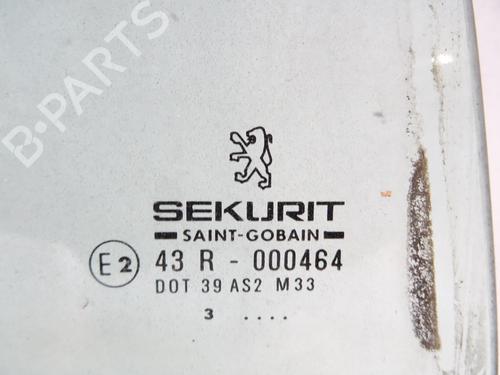 B-PARTS
SEKURIT
SAINT-GOBAIN
E2 43 R - 000464
DOT 39 AS2 M33
3 ....